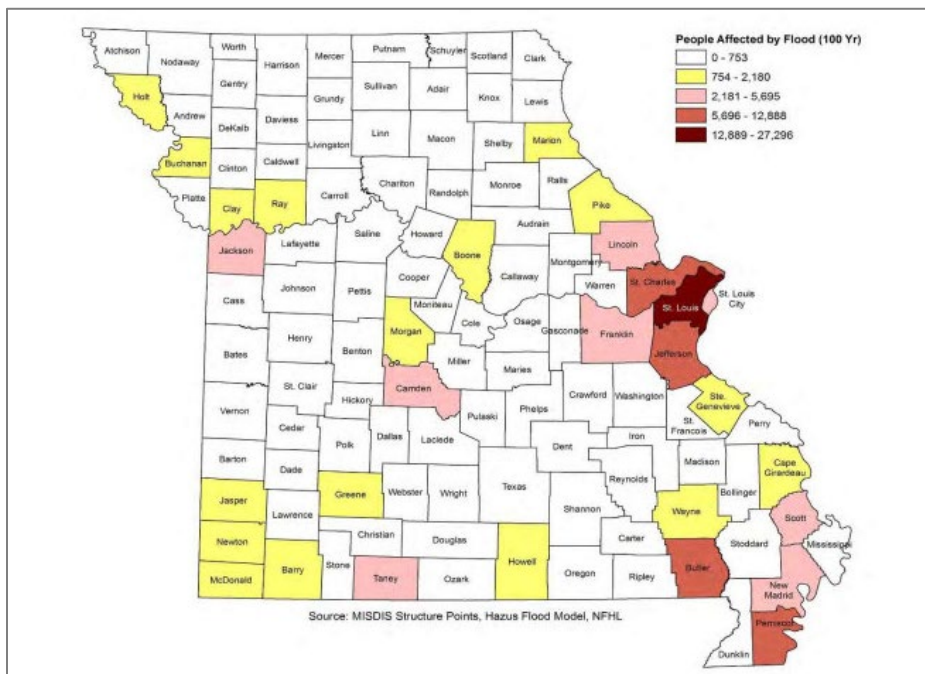 People Affected by Flood (100 Yr)
0 - 753
754 - 2,180
2,181 - 5,695
5,696 - 12,888
12,889 - 27,296
Atchison
Nodaway
Worth
Harrison
Mercer
Putnam
Schuyler
Scotland
Clark
Gentry
Sullivan
Adair
Knox
Lewis
Holt
Andrew
DeKalb
Daviess
Grundy
Linn
Macon
Shelby
Marion
Buchanan
Clinton
Caldwell
Livingston
Chariton
Randolph
Monroe
Ralls
Platte
Clay
Ray
Carroll
Pike
Audrain
Jackson
Lafayette
Saline
Howard
Boone
Callaway
Montgomery
Lincoln
Warren
St. Charles
St. Louis
St. Louis
City
Cass
Johnson
Pettis
Cooper
Moniteau
Cole
Osage
Gasconade
Franklin
Jefferson
Morgan
Bates
Henry
Benton
Miller
Maries
Camden
St. Clair
Hickory
Pulaski
Phelps
Crawford
Washington
Ste.
Genevieve
St.
Francois
Perry
Vernon
Cedar
Polk
Dallas
Laclede
Dent
Iron
Madison
Cape
Girardeau
Bollinger
Barton
Dade
Reynolds
Jasper
Greene
Webster
Wright
Texas
Shannon
Wayne
Scott
Lawrence
Christian
Douglas
Carter
Stoddard
Mississippi
Newton
McDonald
Barry
Stone
Taney
Ozark
Howell
Oregon
Ripley
Butler
New
Madrid
Pemiscot
Dunklin
Source: MISDIS Structure Points, Hazus Flood Model, NFHL